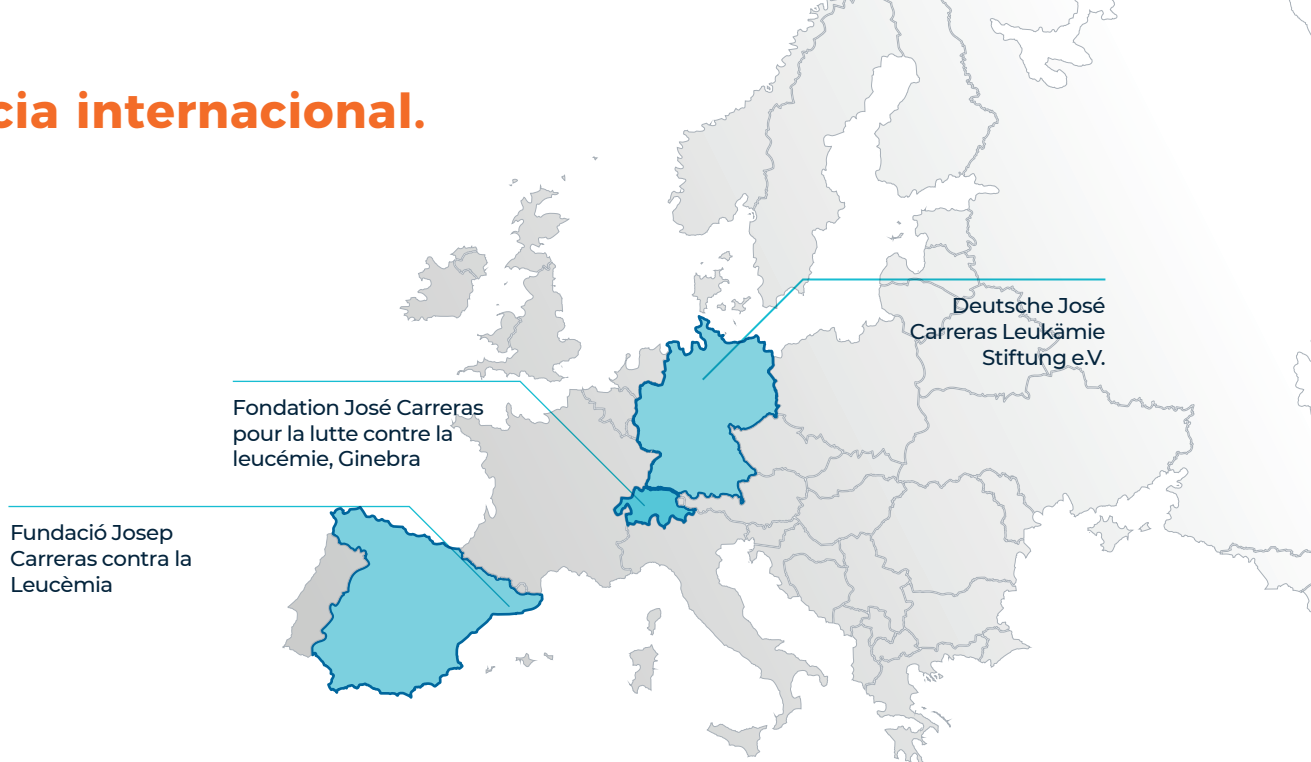 cia internacional.
Deutsche José
Carreras Leukämie
Stiftung e.V.
Fondation José Carreras
pour la lutte contre la
leucémie, Ginebra
Fundació Josep
Carreras contra la
Leucèmia